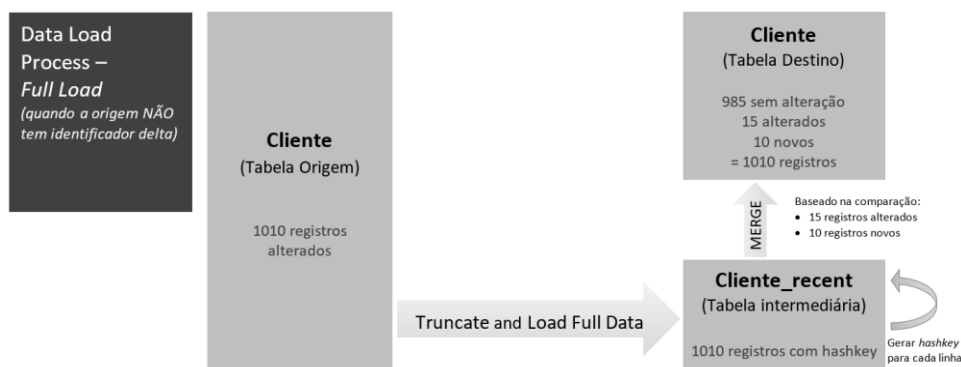 Data Load
Process –
Full Load
(quando a origem NÃO
tem identificador delta)
Cliente
(Tabela Origem)
1010 registros
alterados
Truncate and Load Full Data
Cliente
(Tabela Destino)
985 sem alteração
15 alterados
10 novos
= 1010 registros
MERGE
Baseado na comparação:
• 15 registros alterados
• 10 registros novos
Cliente_recent
(Tabela intermediária)
1010 registros com hashkey
Gerar hashkey
para cada linha